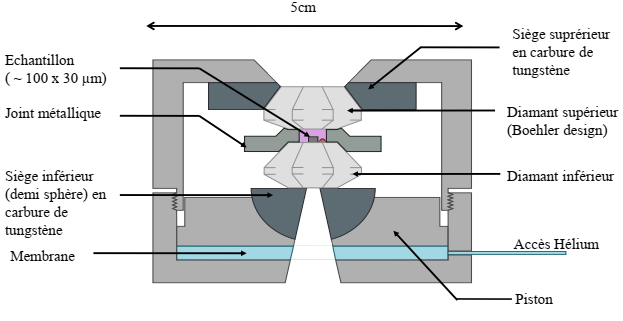 5cm
Echantillon
( ~ 100 x 30 µm)
Joint métallique
Siège inférieur
(demi sphère) en
carbure de
tungstène
Membrane
Siège suprérieur
en carbure de
tungstène
Diamant supérieur
(Boehler design)
Diamant inférieur
Accès Hélium
Piston